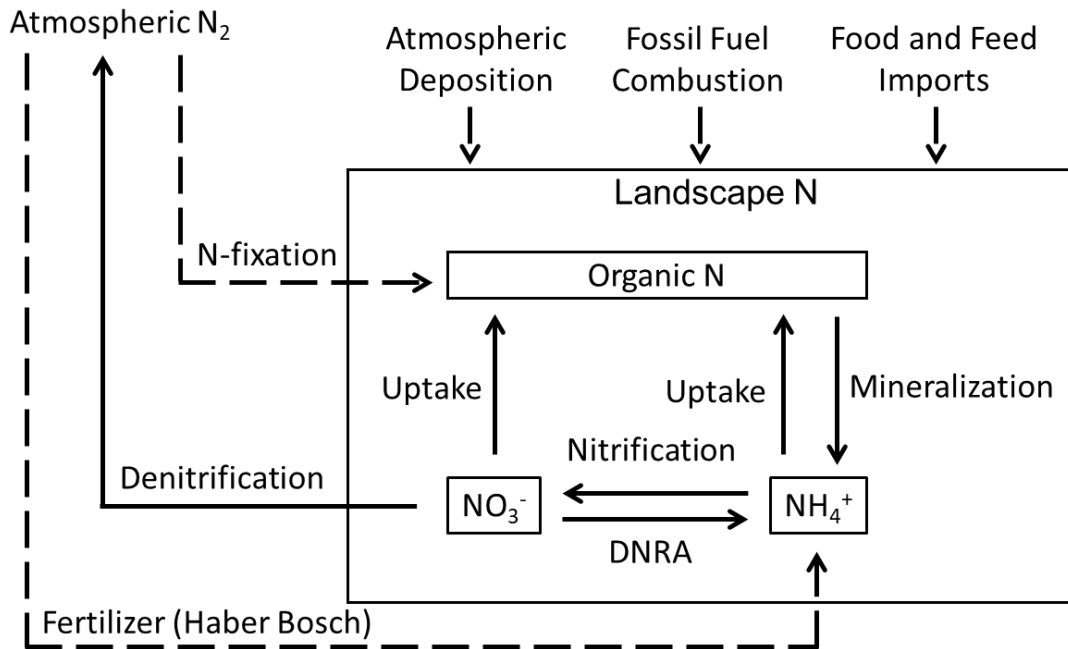 Atmospheric N₂
Atmospheric
Deposition
Fossil Fuel
Combustion
Food and Feed
Imports
Landscape N
N-fixation
Organic N
Uptake
Uptake
Mineralization
Nitrification
Denitrification
NO₃⁻
NH₄⁺
DNRA
Fertilizer (Haber Bosch)